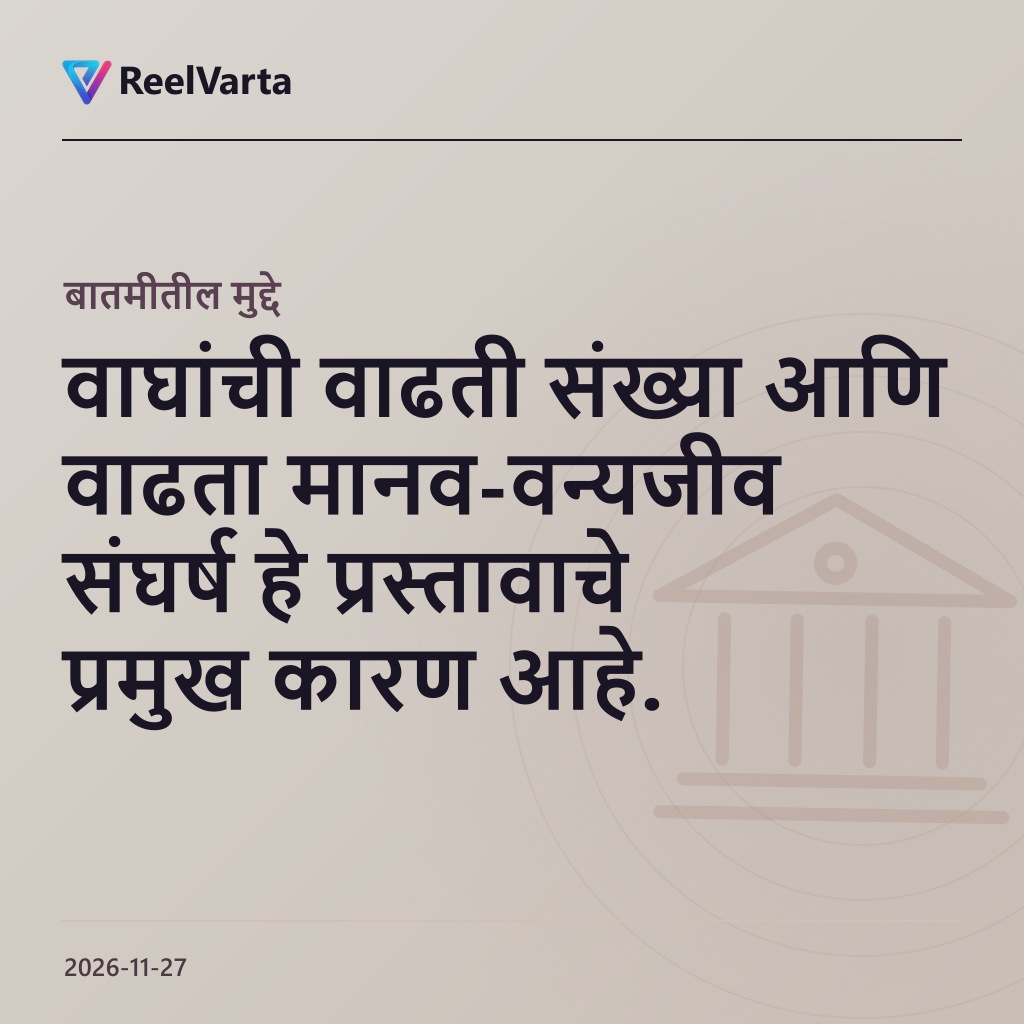 ReelVarta
बातमीतील मुद्दे
वाघांची वाढती संख्या आणि
वाढता मानव-वन्यजीव
संघर्ष हे प्रस्तावाचे
प्रमुख कारण आहे.
2026-11-27